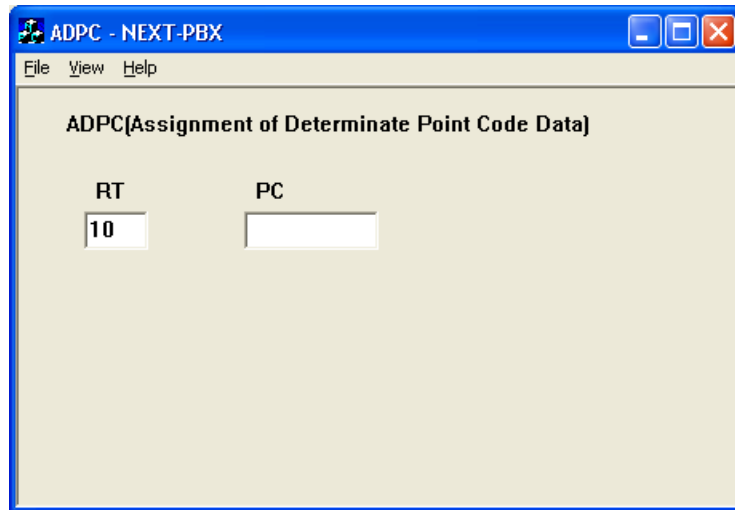 ADPC - NEXT-PBX
File View Help
ADPC(Assignment of Determinate Point Code Data)
RT PC
10